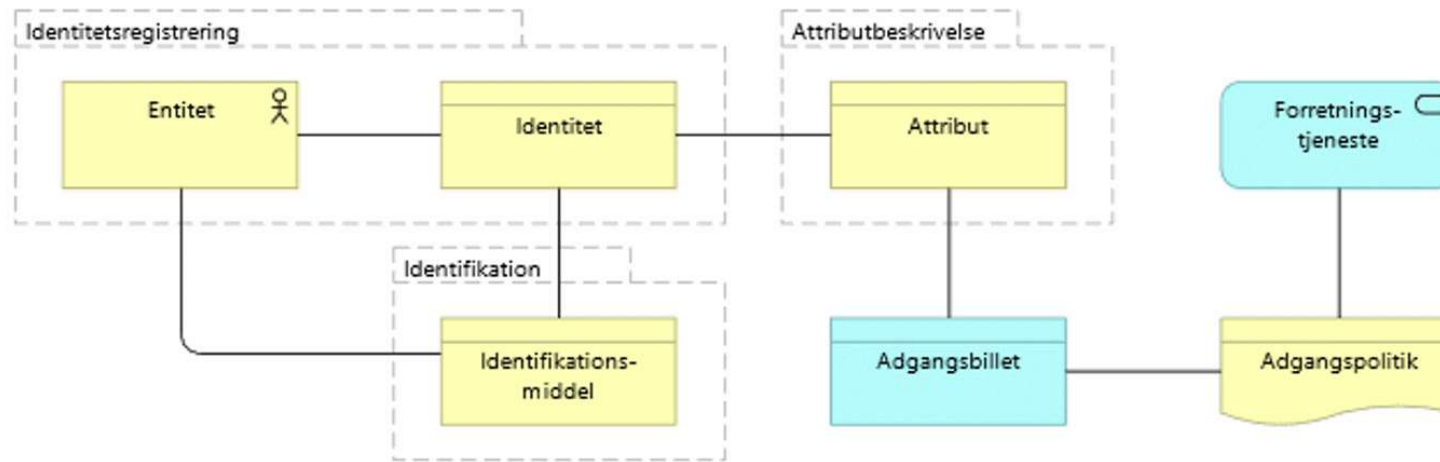 Identitetsregistrering
Attributbeskrivelse
Entitet
Identitet
Attribut
Forretnings-
tjeneste
Identifikation
Identifikations-
middel
Adgangsbillet
Adgangspolitik